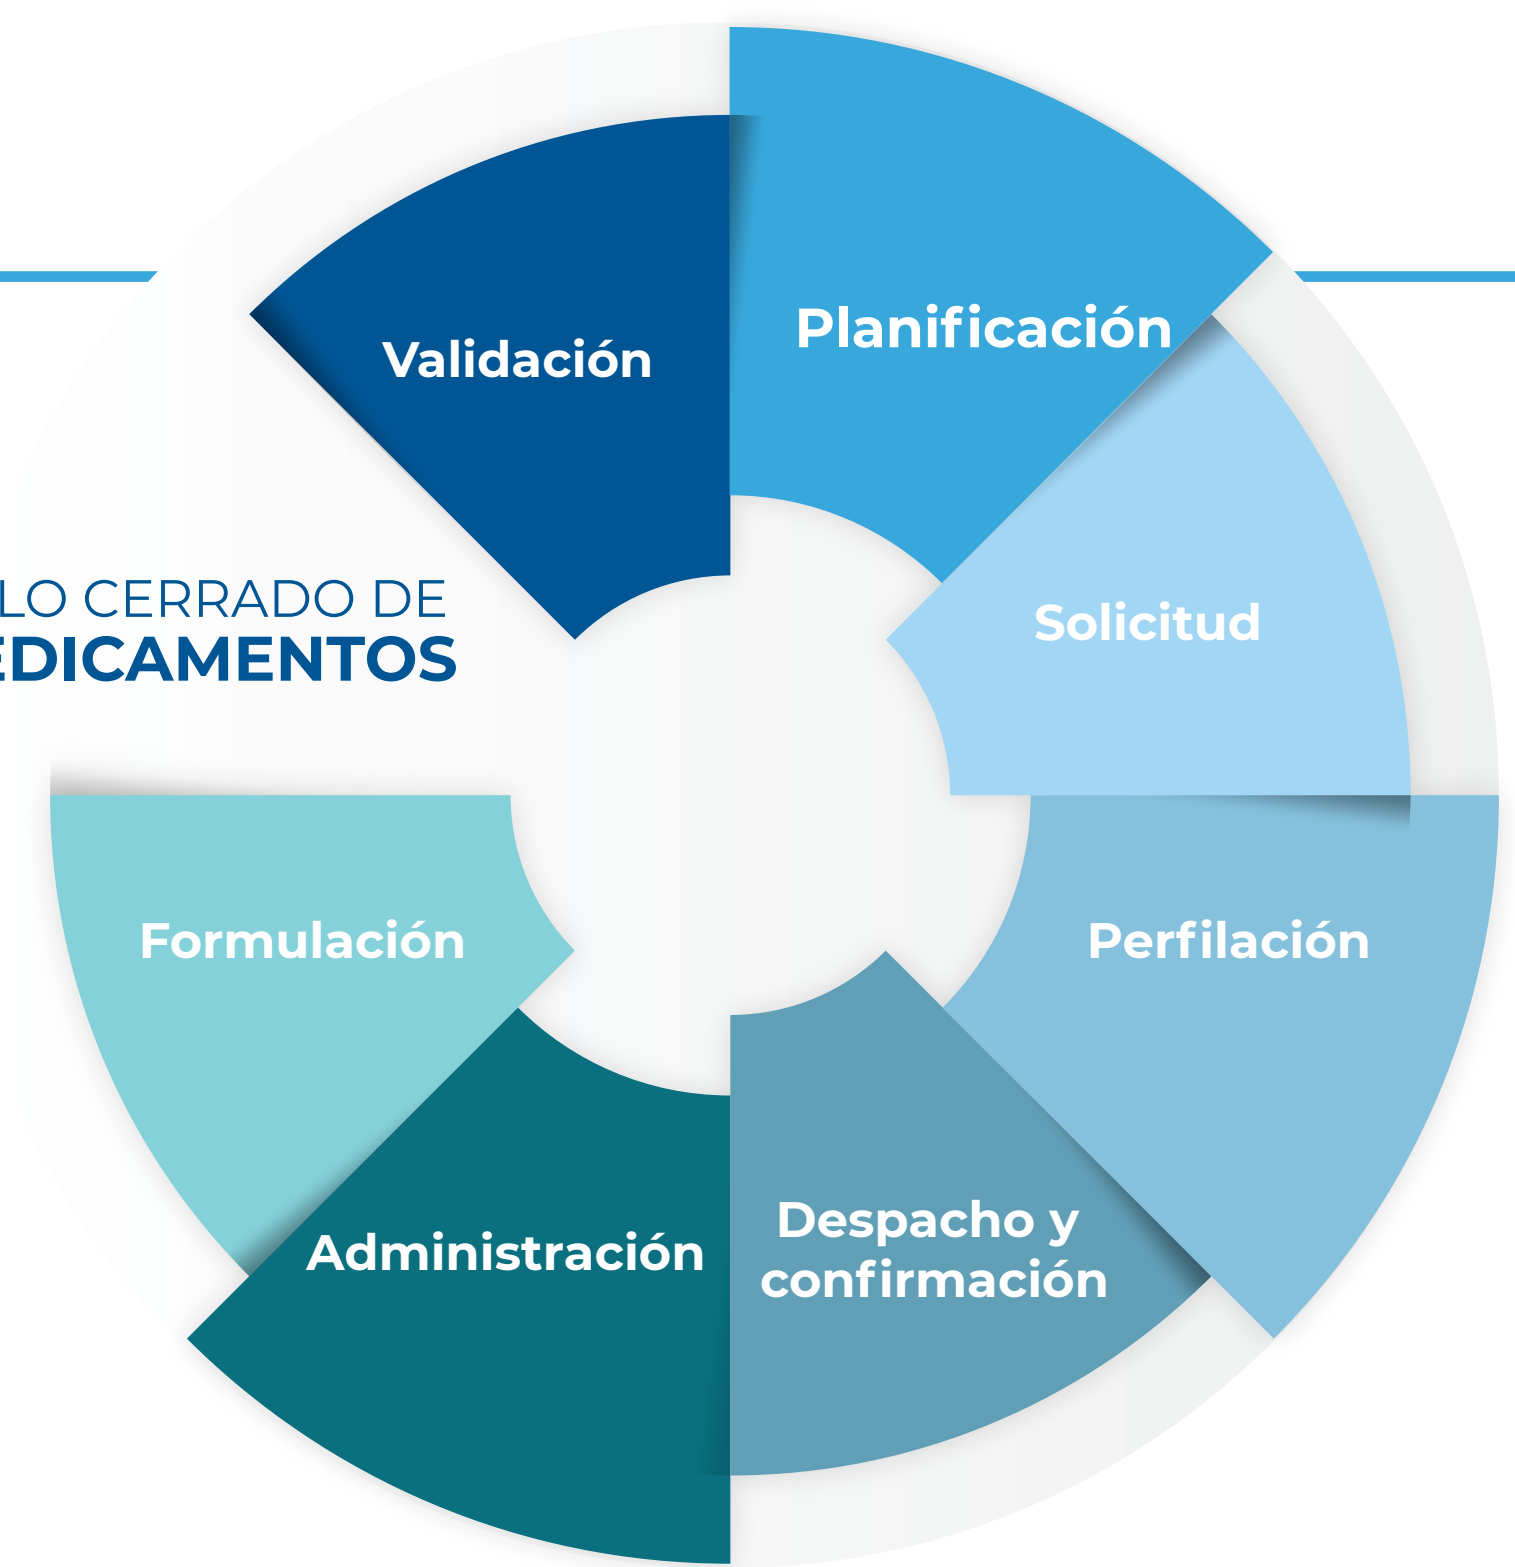 Planificación
Validación
LO CERRADO DE
EDICAMENTOS
Solicitud
Formulación
Perfilación
Despacho y
confirmación
Administración